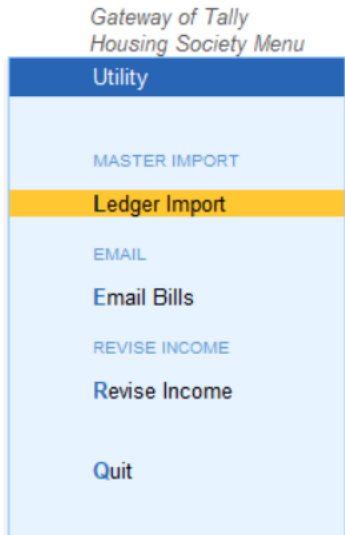 Gateway of Tally
Housing Society Menu
Utility
MASTER IMPORT
Ledger Import
EMAIL
Email Bills
REVISE INCOME
Revise Income
Quit